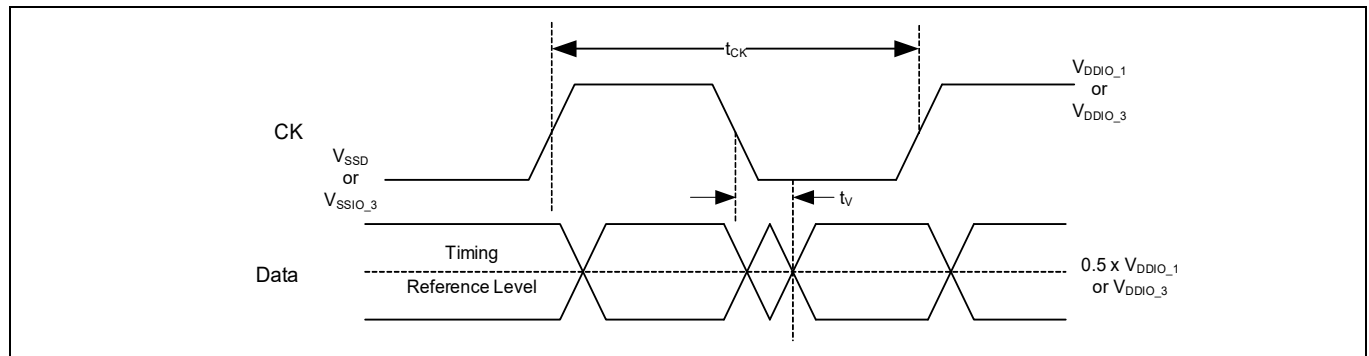 tCK
VDDIO_1
or
VDDIO_3
CK
VSSD
or
VSSIO_3
tV
Timing
Reference Level
Data
0.5 x VDDIO_1
or VDDIO_3